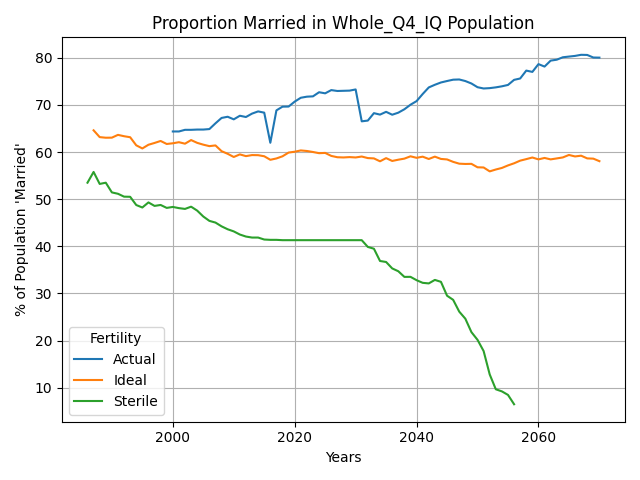 Proportion Married in Whole_Q4_IQ Population
% of Population 'Married'
80
70
60
50
40
30
20
10
Fertility
Actual
Ideal
Sterile
2000 2020 2040 2060
Years